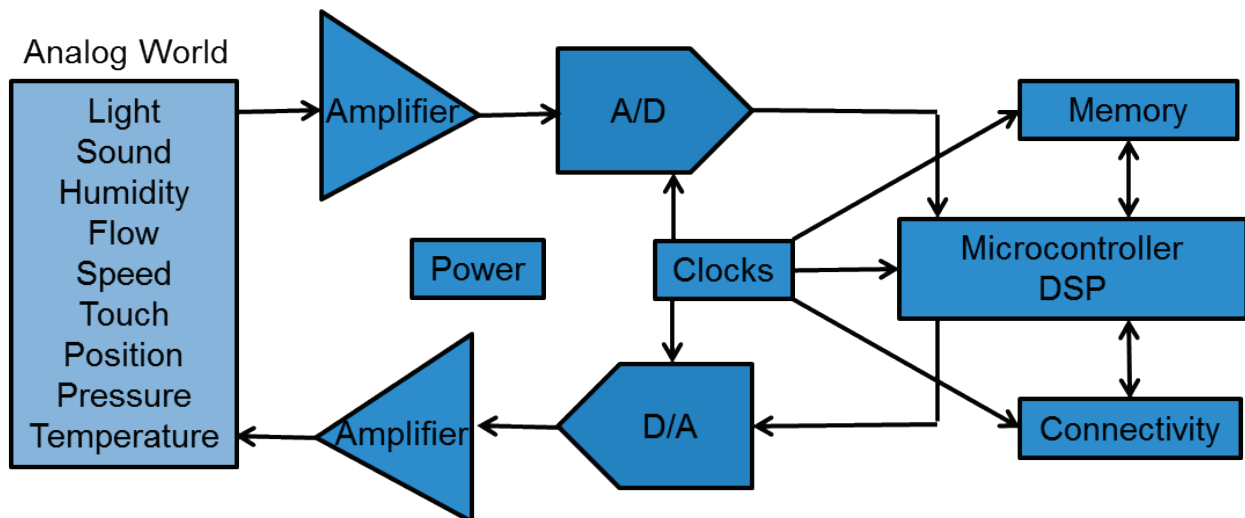 Analog World
Light
Sound
Humidity
Flow
Speed
Touch
Position
Pressure
Temperature
Amplifier
A/D
Memory
Power
Clocks
Microcontroller
DSP
Amplifier
D/A
Connectivity